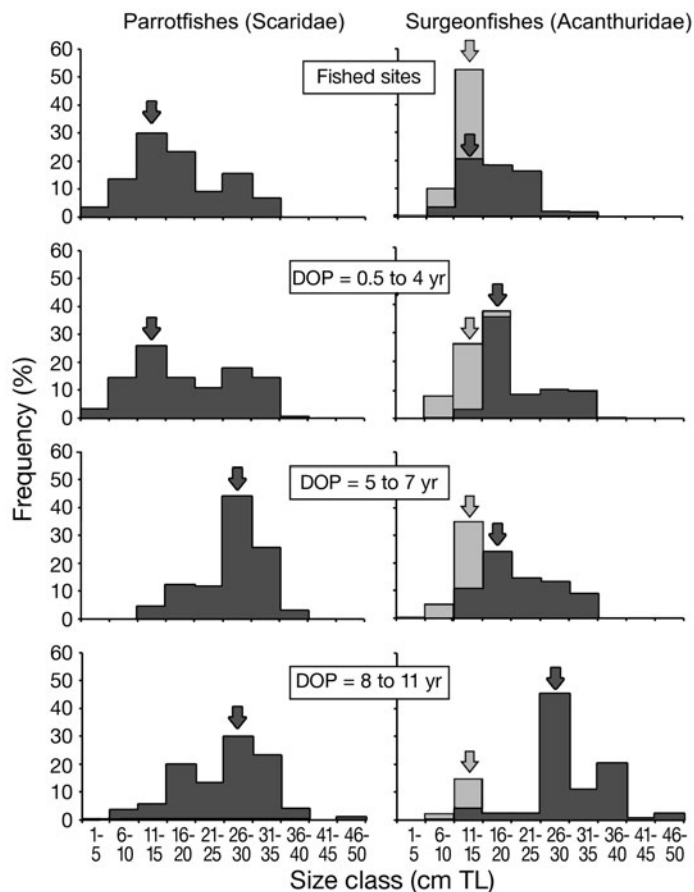 Parrotfishes (Scaridae)
Surgeonfishes (Acanthuridae)
Fished sites
60
50
40
30
20
10
0
DOP = 0.5 to 4 yr
60
50
40
30
20
10
0
DOP = 5 to 7 yr
60
50
40
30
20
10
0
DOP = 8 to 11 yr
60
50
40
30
20
10
0
Frequency (%)
1- 6- 11- 16- 21- 26- 31- 36- 41- 46-
5 10 15 20 25 30 35 40 45 50
1- 6- 11- 16- 21- 26- 31- 36- 41- 46-
5 10 15 20 25 30 35 40 45 50
Size class (cm TL)